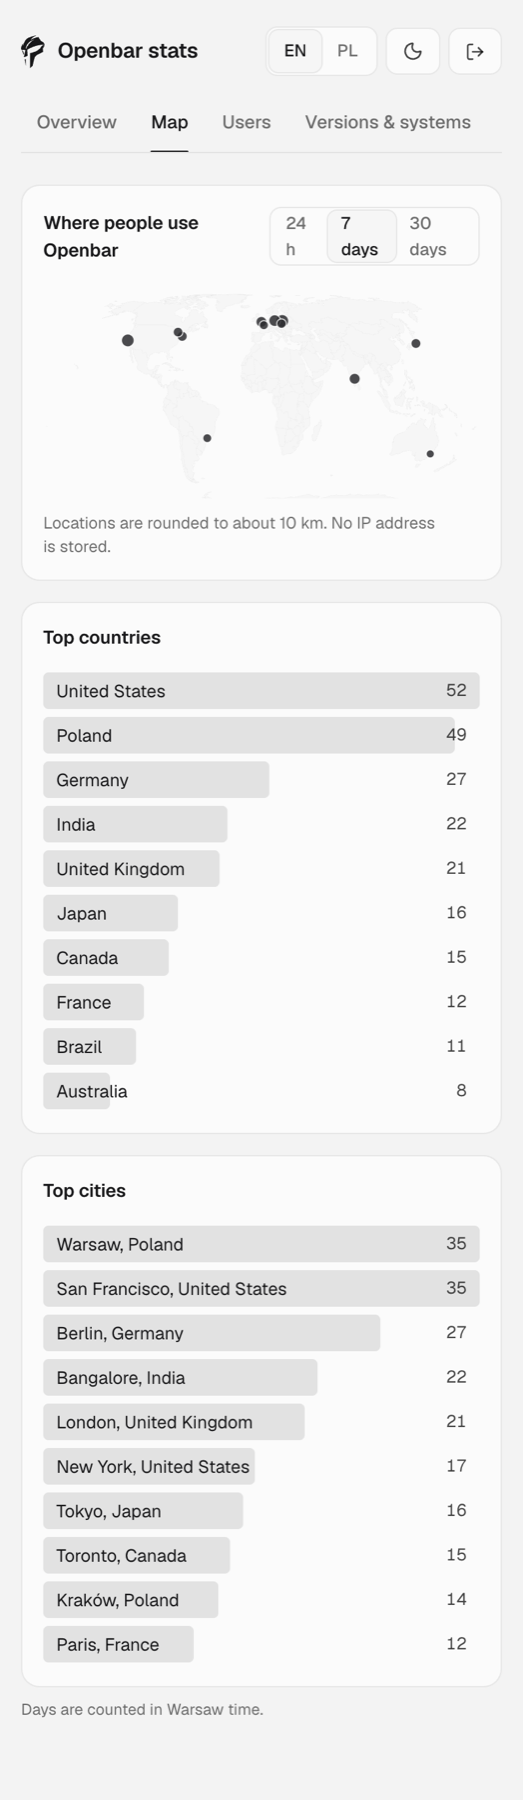 Openbar stats
EN
PL
Overview
Map
Users
Versions & systems
Where people use
Openbar
24
h
7
days
30
days
Locations are rounded to about 10 km. No IP address
is stored.
Top countries
United States 52
Poland 49
Germany 27
India 22
United Kingdom 21
Japan 16
Canada 15
France 12
Brazil 11
Australia 8
Top cities
Warsaw, Poland 35
San Francisco, United States 35
Berlin, Germany 27
Bangalore, India 22
London, United Kingdom 21
New York, United States 17
Tokyo, Japan 16
Toronto, Canada 15
Kraków, Poland 14
Paris, France 12
Days are counted in Warsaw time.